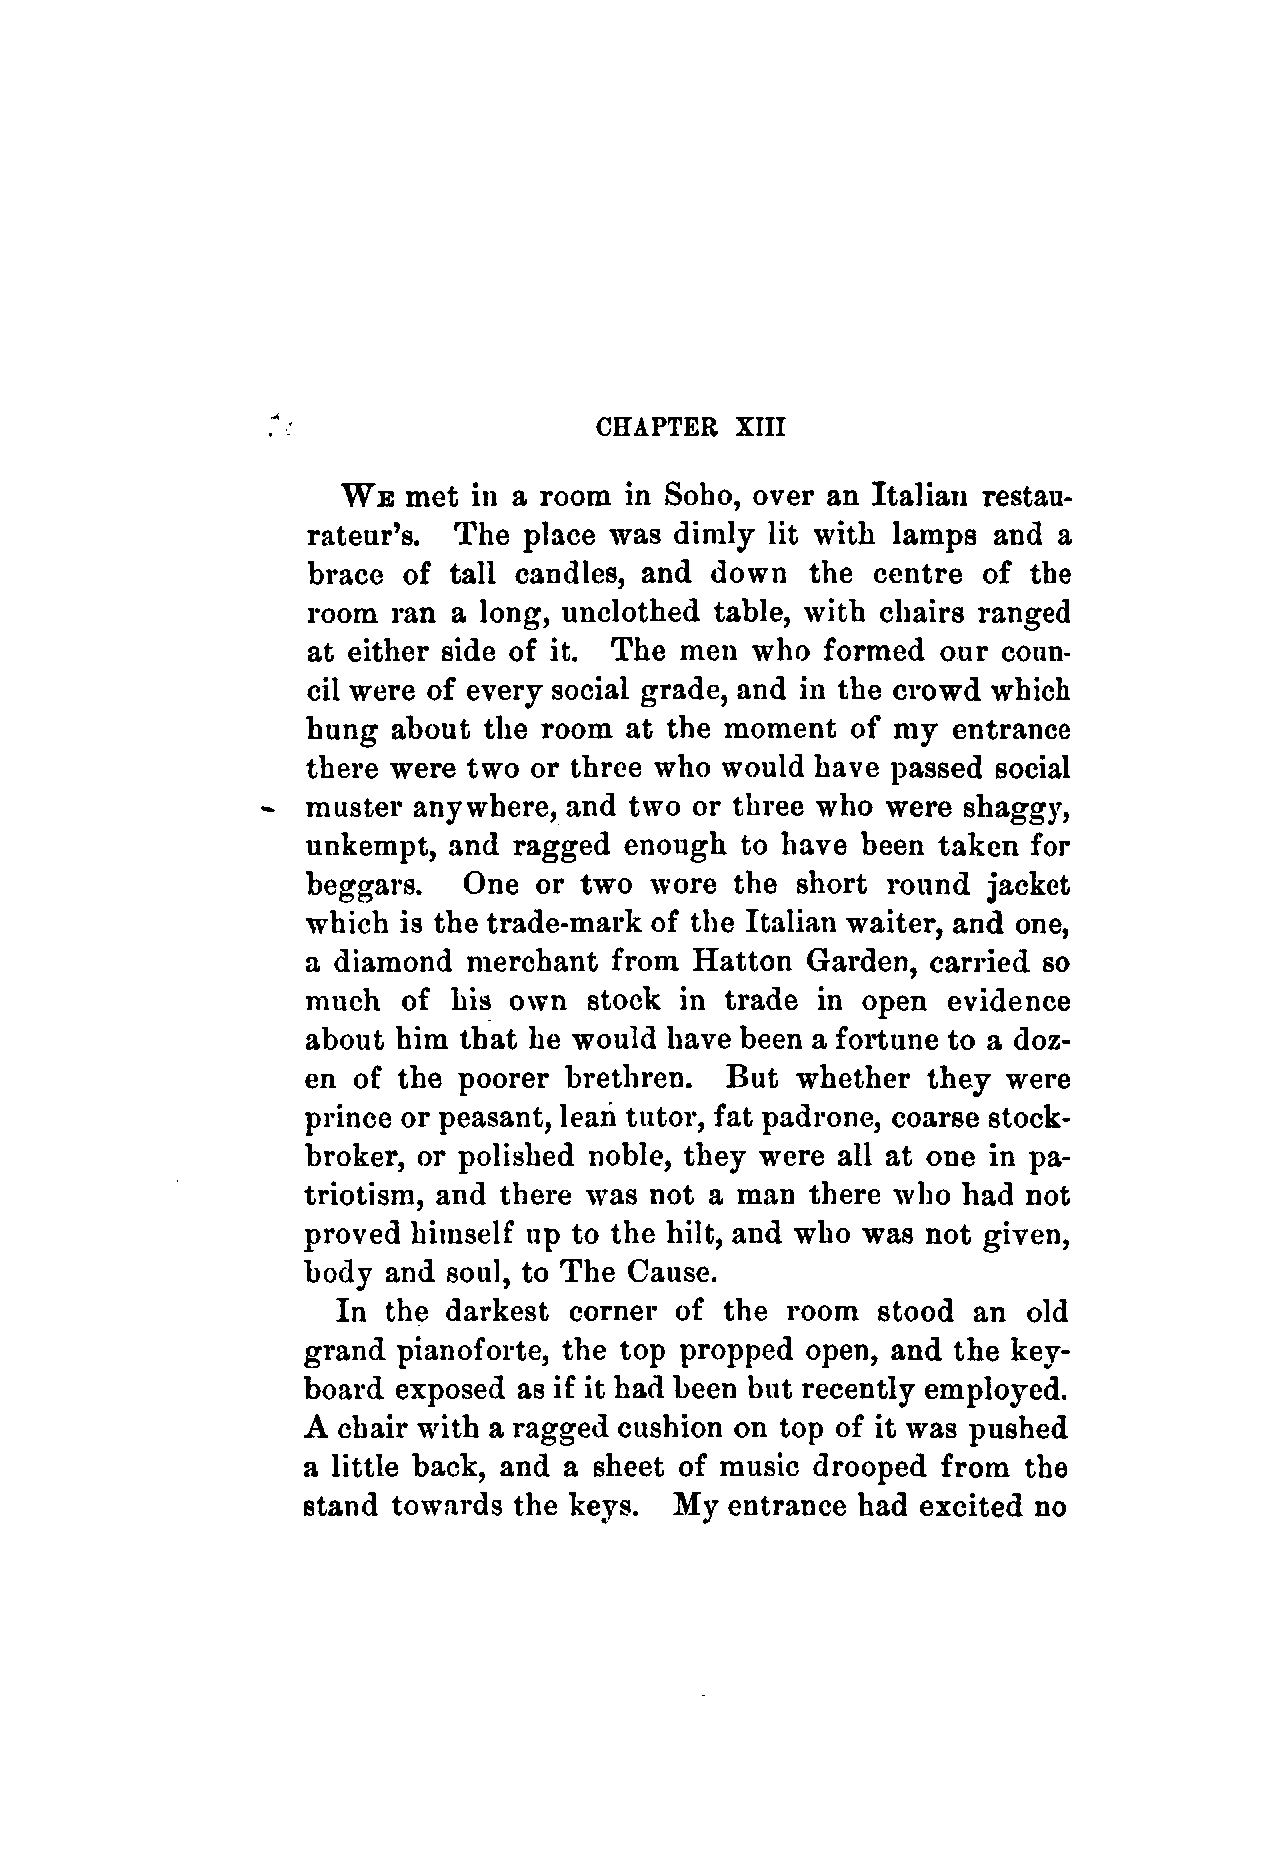 CHAPTER XIII
WE met in a room in Soho, over an Italian restau-
rateur's. The place was dimly lit with lamps and a
brace of tall candles, and down the centre of the
room ran a long, unclothed table, with chairs ranged
at either side of it. The men who formed our coun-
cil were of every social grade, and in the crowd which
hung about the room at the moment of my entrance
there were two or three who would have passed social
muster anywhere, and two or three who were shaggy,
unkempt, and ragged enough to have been taken for
beggars. One or two wore the short round jacket
which is the trade-mark of the Italian waiter, and one,
a diamond merchant from Hatton Garden, carried so
much of his own stock in trade in open evidence
about him that he would have been a fortune to a doz-
en of the poorer brethren. But whether they were
prince or peasant, lean tutor, fat padrone, coarse stock-
broker, or polished noble, they were all at one in pa-
triotism, and there was not a man there who had not
proved himself up to the hilt, and who was not given,
body and soul, to The Cause.
In the darkest corner of the room stood an old
grand pianoforte, the top propped open, and the key-
board exposed as if it had been but recently employed.
A chair with a ragged cushion on top of it was pushed
a little back, and a sheet of music drooped from the
stand towards the keys. My entrance had excited no